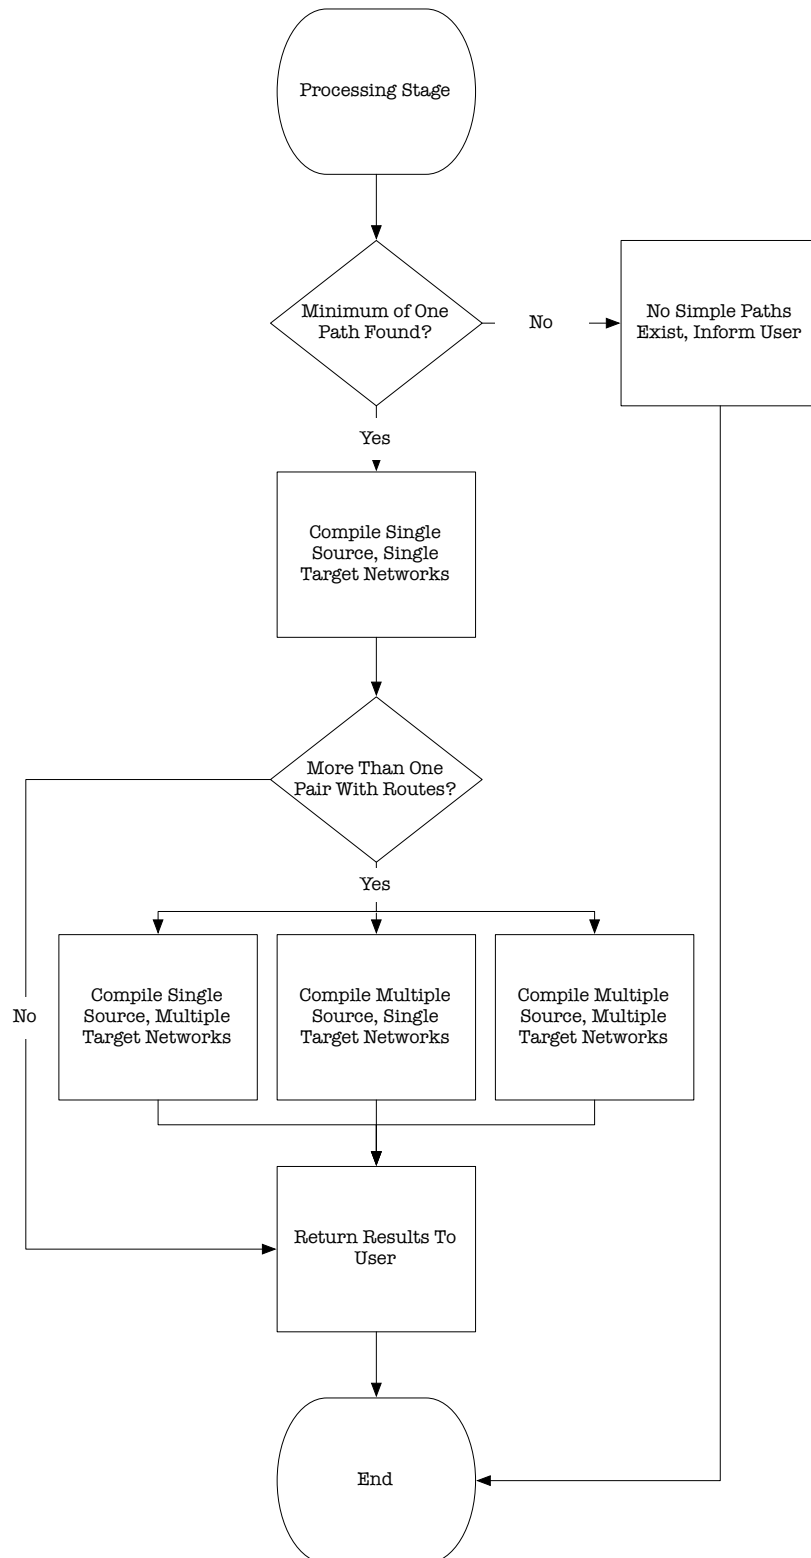 Processing Stage
Minimum of One
Path Found?
No
No Simple Paths
Exist, Inform User
Yes
Compile Single
Source, Single
Target Networks
More Than One
Pair With Routes?
Yes
Compile Single
Source, Multiple
Target Networks
Compile Multiple
Source, Single
Target Networks
Compile Multiple
Source, Multiple
Target Networks
No
Return Results To
User
End